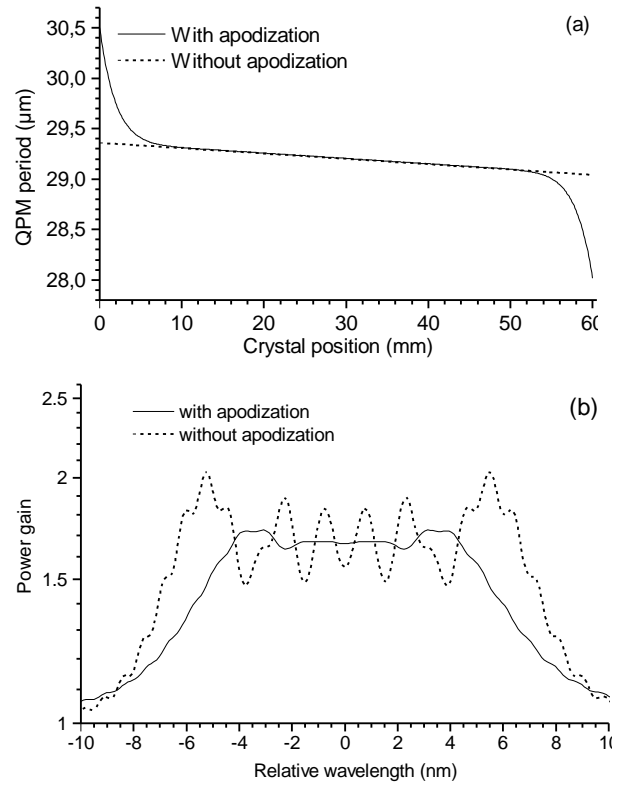 (a)
With apodization
Without apodization
30,5
30,0
29,5
29,0
28,5
28,0
QPM period (µm)
0 10 20 30 40 50 60
Crystal position (mm)
(b)
with apodization
without apodization
2.5
2
1.5
1
Power gain
-10 -8 -6 -4 -2 0 2 4 6 8 10
Relative wavelength (nm)